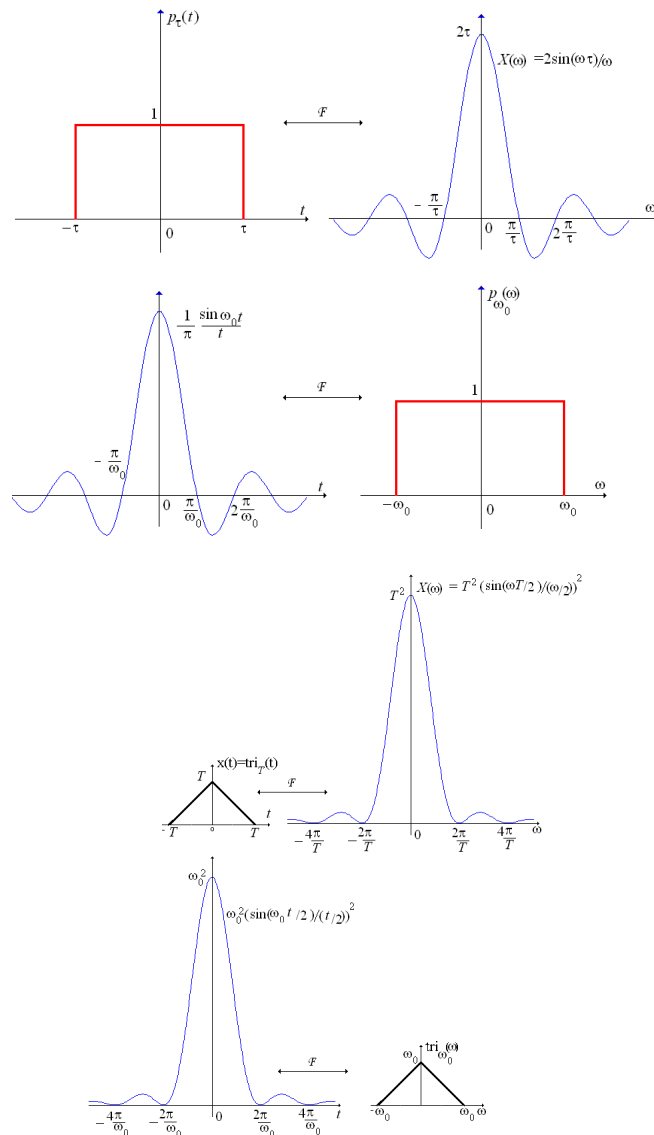 p_τ(t)
2τ
X(ω) =2sin(ωτ)/ω
1
ℱ
−τ 0 τ t
− π/τ 0 π/τ 2π/τ ω
1/π sin ω₀t/t
p_ω₀(ω)
ℱ
1
− π/ω₀ 0 π/ω₀ 2π/ω₀ t
−ω₀ 0 ω₀ ω
T² X(ω) = T² (sin(ωT/2)/(ω/2))²
x(t)=tri_T(t)
T
ℱ
- T 0 T t
− 4π/T − 2π/T 0 2π/T 4π/T ω
ω₀²
ω₀²(sin(ω₀t/2)/(t/2))²
ℱ
ω₀ tri_ω₀(ω)
− 4π/ω₀ − 2π/ω₀ 0 2π/ω₀ 4π/ω₀ t
-ω₀ ω₀ ω